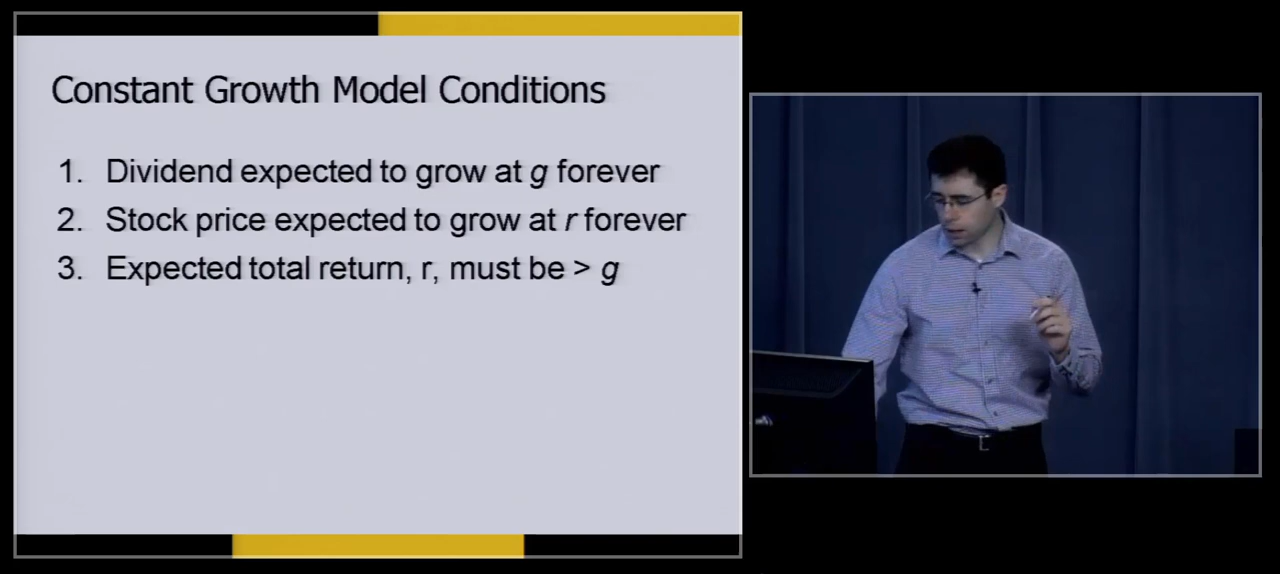 Constant Growth Model Conditions
1. Dividend expected to grow at g forever
2. Stock price expected to grow at r forever
3. Expected total return, r, must be > g